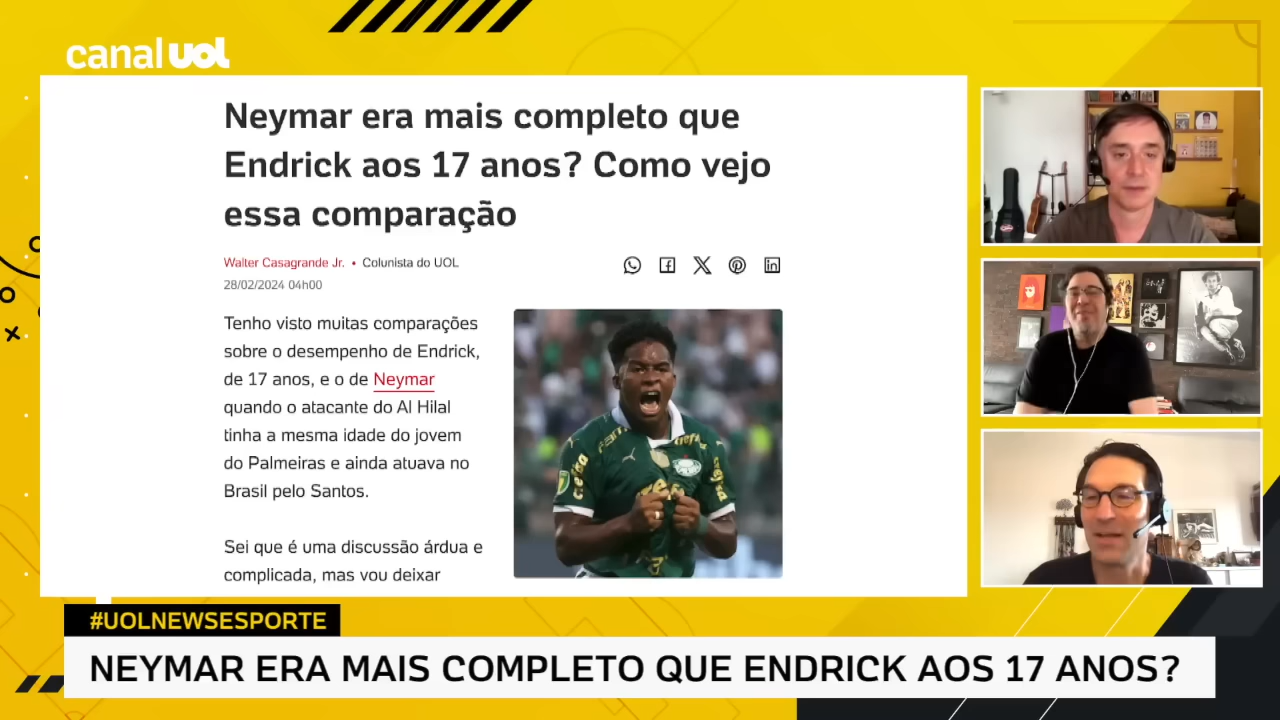 canal uol
Neymar era mais completo que
Endrick aos 17 anos? Como vejo
essa comparação
Walter Casagrande Jr. • Colunista do UOL
28/02/2024 04h00
Tenho visto muitas comparações
sobre o desempenho de Endrick,
de 17 anos, e o de Neymar
quando o atacante do Al Hilal
tinha a mesma idade do jovem
do Palmeiras e ainda atuava no
Brasil pelo Santos.
Sei que é uma discussão árdua e
complicada, mas vou deixar
#UOLNEWSESPORTE
NEYMAR ERA MAIS COMPLETO QUE ENDRICK AOS 17 ANOS?